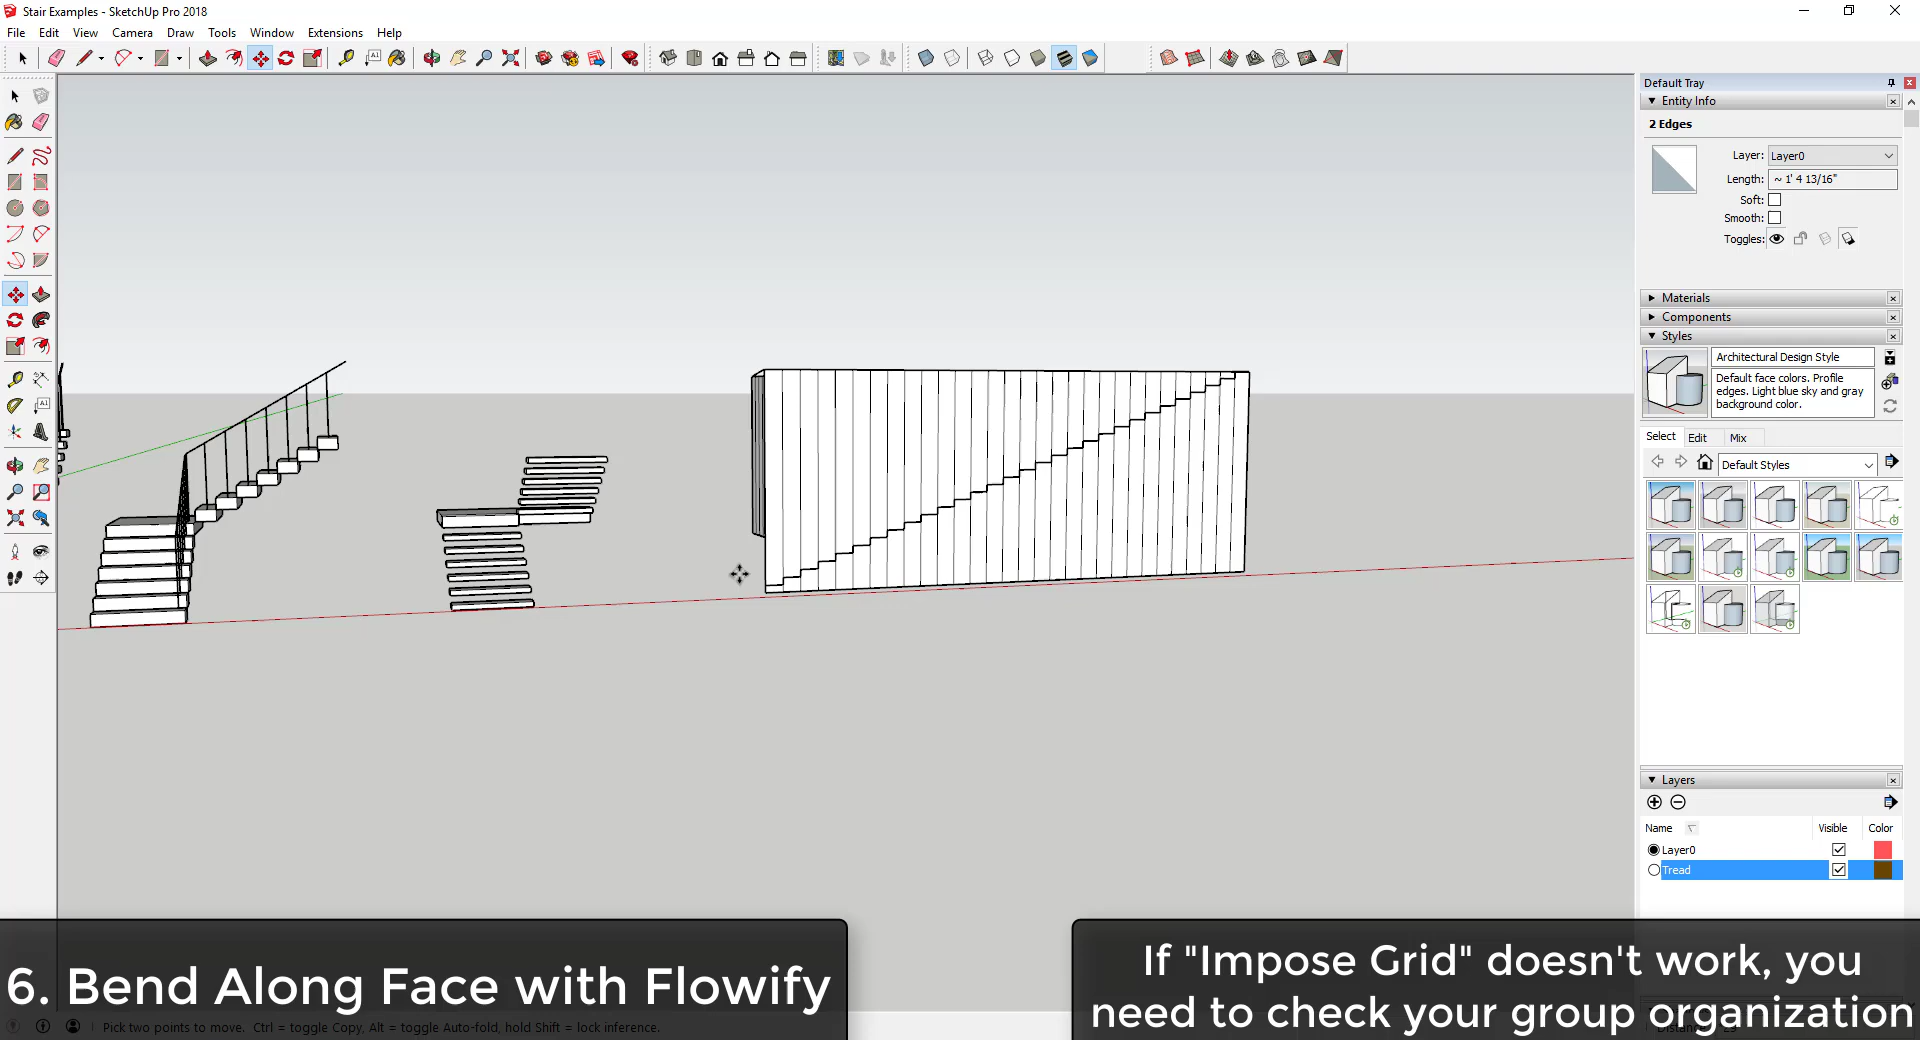 Stair Examples - SketchUp Pro 2018
File Edit View Camera Draw Tools Window Extensions Help
Default Tray
Entity Info
2 Edges
Layer: Layer0
Length: ~ 1' 4 13/16"
Soft:
Smooth:
Toggles:
Materials
Components
Styles
Architectural Design Style
Default face colors. Profile
edges. Light blue sky and gray
background color.
Select Edit Mix
Default Styles
Layers
Name Visible Color
Layer0
Tread
6. Bend Along Face with Flowify
If "Impose Grid" doesn't work, you
need to check your group organization
Pick two points to move. Ctrl = toggle Copy, Alt = toggle Auto-fold, hold Shift = lock inference.